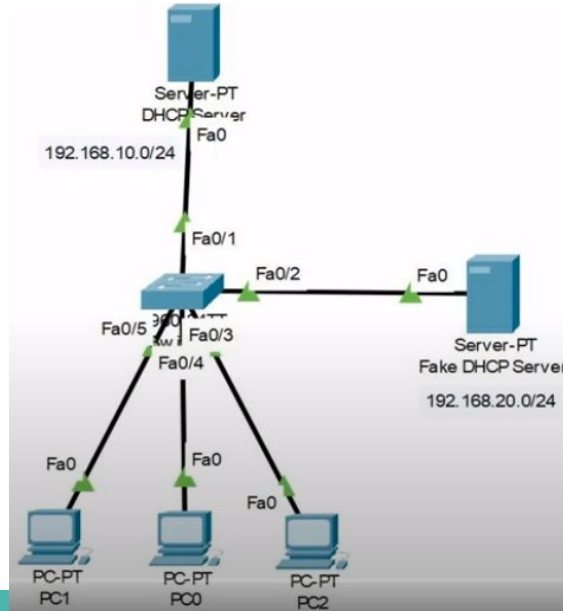 Server-PT
DHCP Server
Fa0
192.168.10.0/24
Fa0/1
Fa0/2
Fa0
Fa0/5
Fa0/3
Fa0/4
Server-PT
Fake DHCP Server
192.168.20.0/24
Fa0
Fa0
Fa0
PC-PT
PC1
PC-PT
PC0
PC-PT
PC2